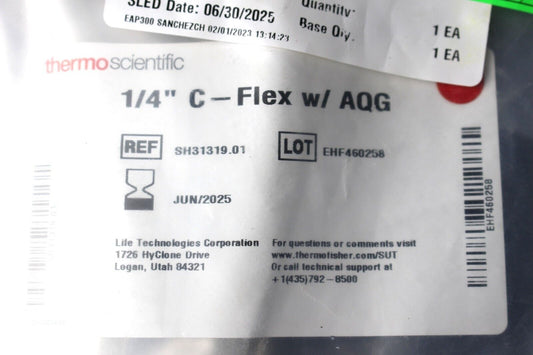 SLED Date: 06/30/2025
Quantity:
EAP300 SANCHEZCH 02/01/2023 13:14:23
Base Qty.
1 EA
1 EA
thermo scientific
1/4" C-Flex w/ AQG
REF SH31319.01
LOT EHF460258
JUN/2025
EHF460258
Life Technologies Corporation
1726 HyClone Drive
Logan, Utah 84321
For questions or comments visit
www.thermofisher.com/SUT
Or call technical support at
+1(435)792-8500